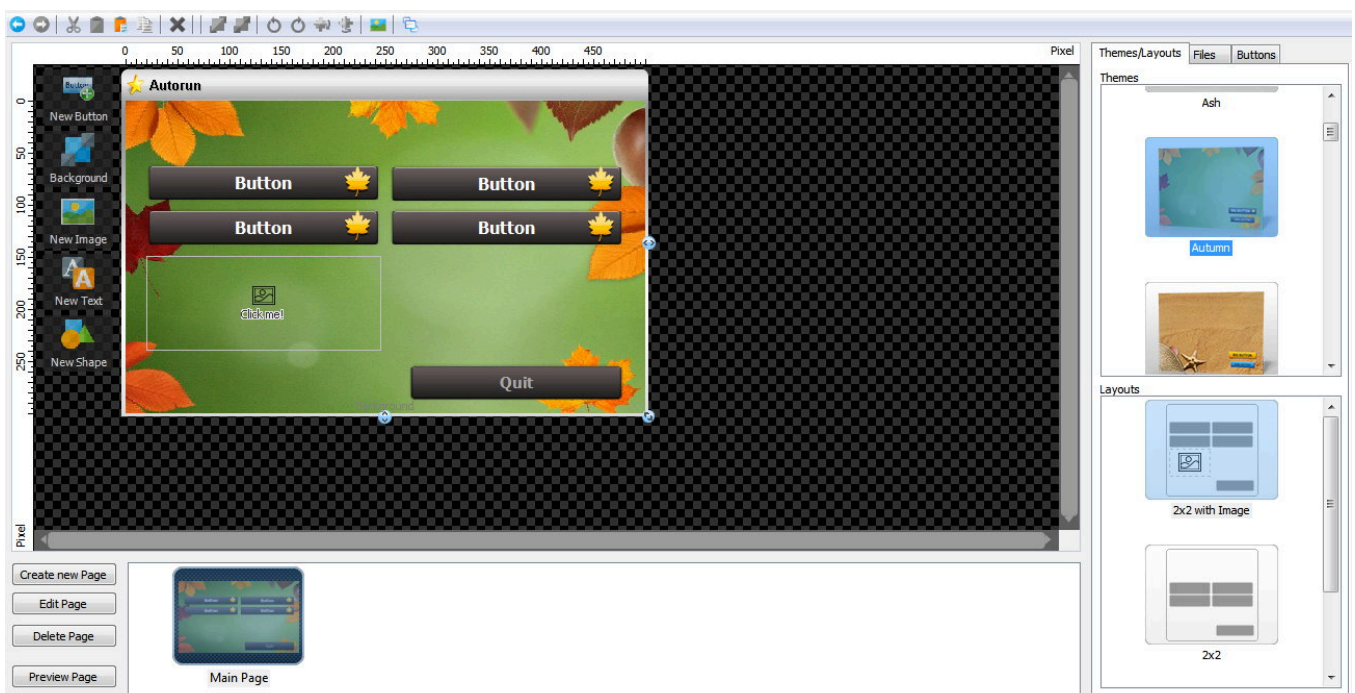 0 50 100 150 200 250 300 350 400 450 Pixel
0
50
100
150
200
250
Pixel
Button
New Button
Background
New Image
New Text
New Shape
Autorun
Button Button
Button Button
Click me!
Quit
Create new Page
Edit Page
Delete Page
Preview Page
Main Page
Themes/Layouts Files Buttons
Themes
Ash
Autumn
Layouts
2x2 with Image
2x2